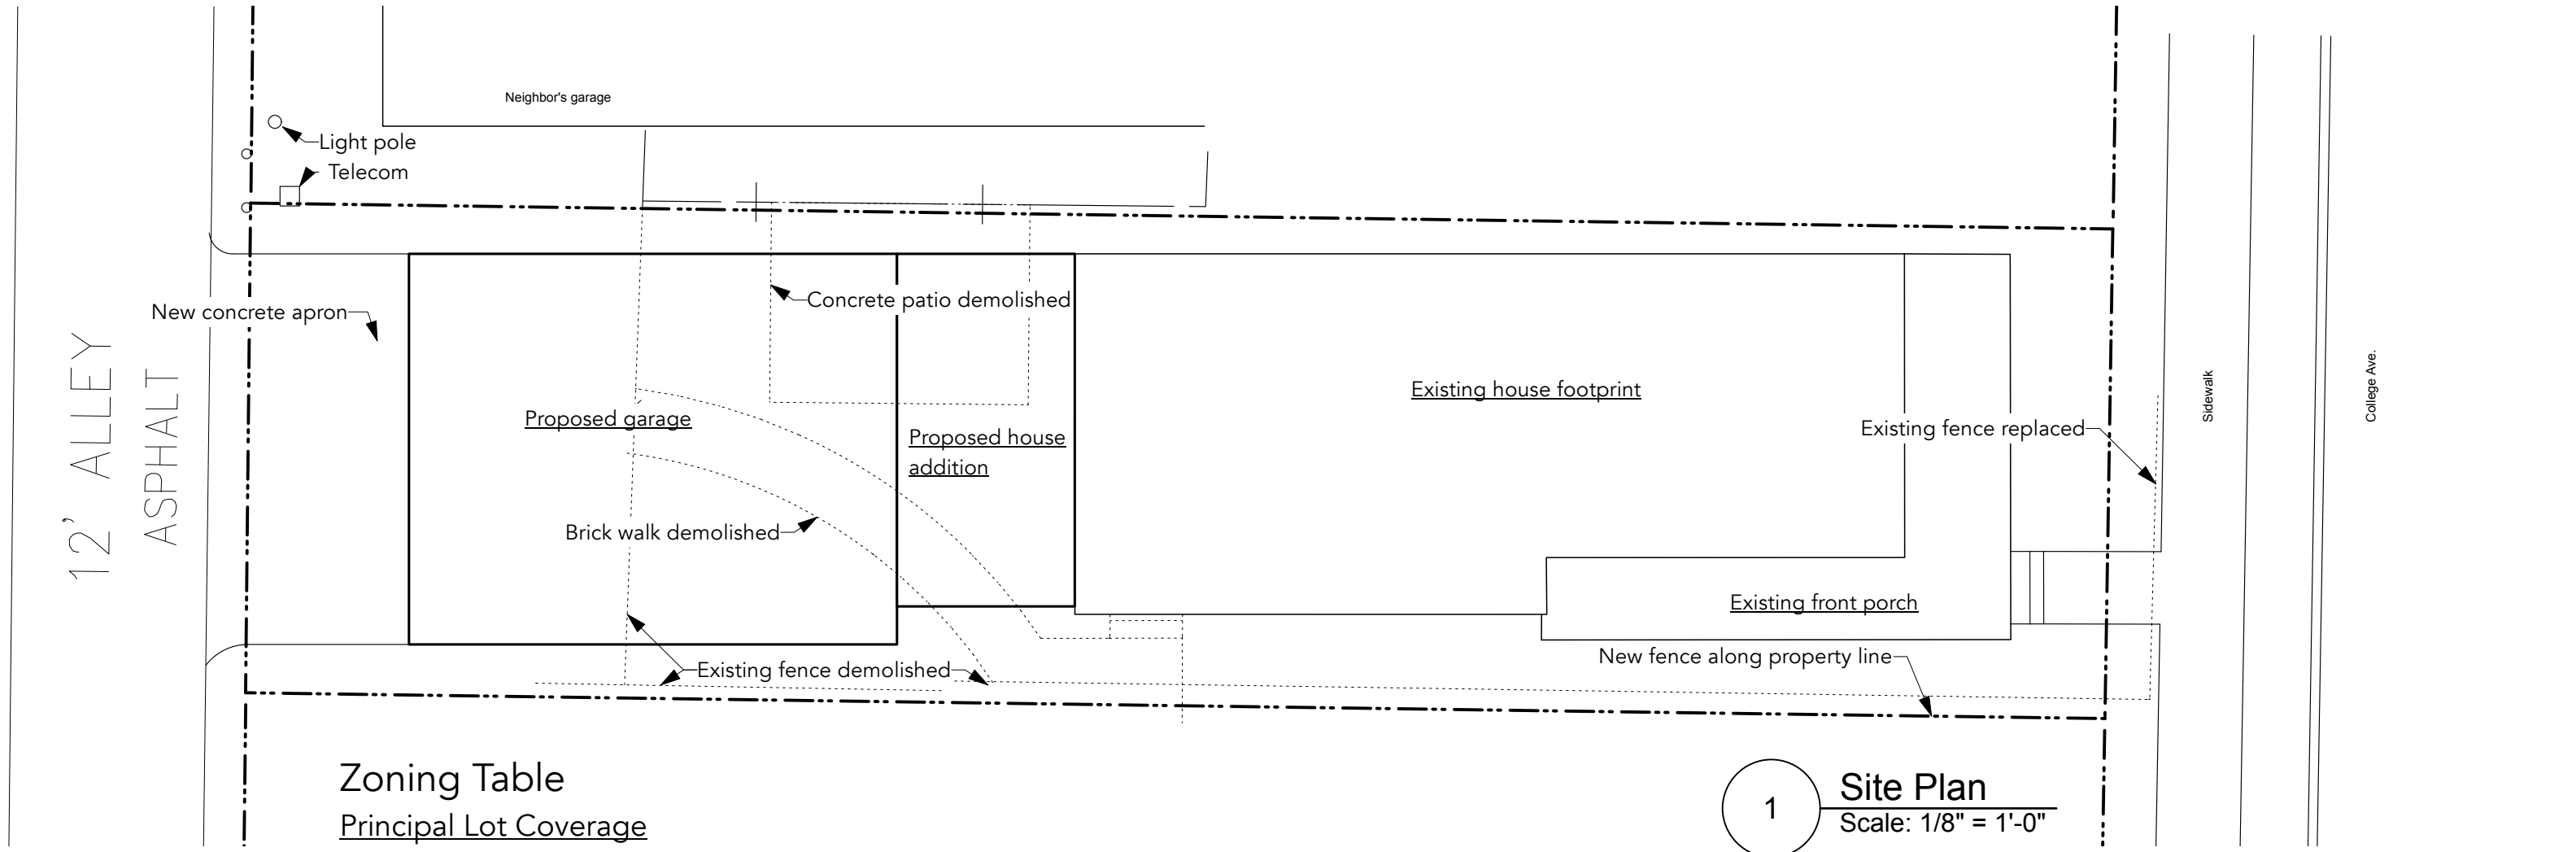 Neighbor's garage
Light pole
Telecom
New concrete apron
Concrete patio demolished
12' ALLEY
ASPHALT
Proposed garage
Proposed house
addition
Existing house footprint
Existing fence replaced
Sidewalk
College Ave.
Brick walk demolished
Existing front porch
Existing fence demolished
New fence along property line
Zoning Table
Principal Lot Coverage
1
Site Plan
Scale: 1/8" = 1'-0"